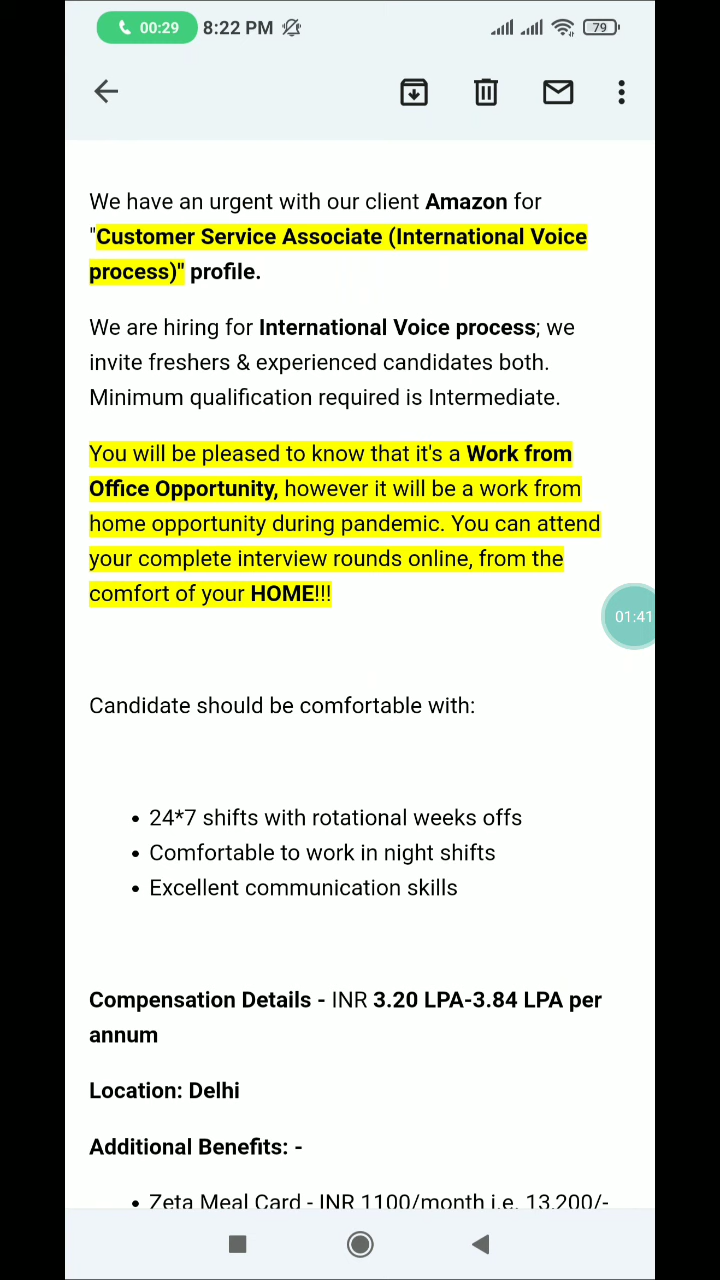 00:29 8:22 PM 79
We have an urgent with our client Amazon for
"Customer Service Associate (International Voice
process)" profile.
We are hiring for International Voice process; we
invite freshers & experienced candidates both.
Minimum qualification required is Intermediate.
You will be pleased to know that it's a Work from
Office Opportunity, however it will be a work from
home opportunity during pandemic. You can attend
your complete interview rounds online, from the
comfort of your HOME!!!
01:41
Candidate should be comfortable with:
• 24*7 shifts with rotational weeks offs
• Comfortable to work in night shifts
• Excellent communication skills
Compensation Details - INR 3.20 LPA-3.84 LPA per
annum
Location: Delhi
Additional Benefits: -
• Zeta Meal Card - INR 1100/month i.e. 13,200/-